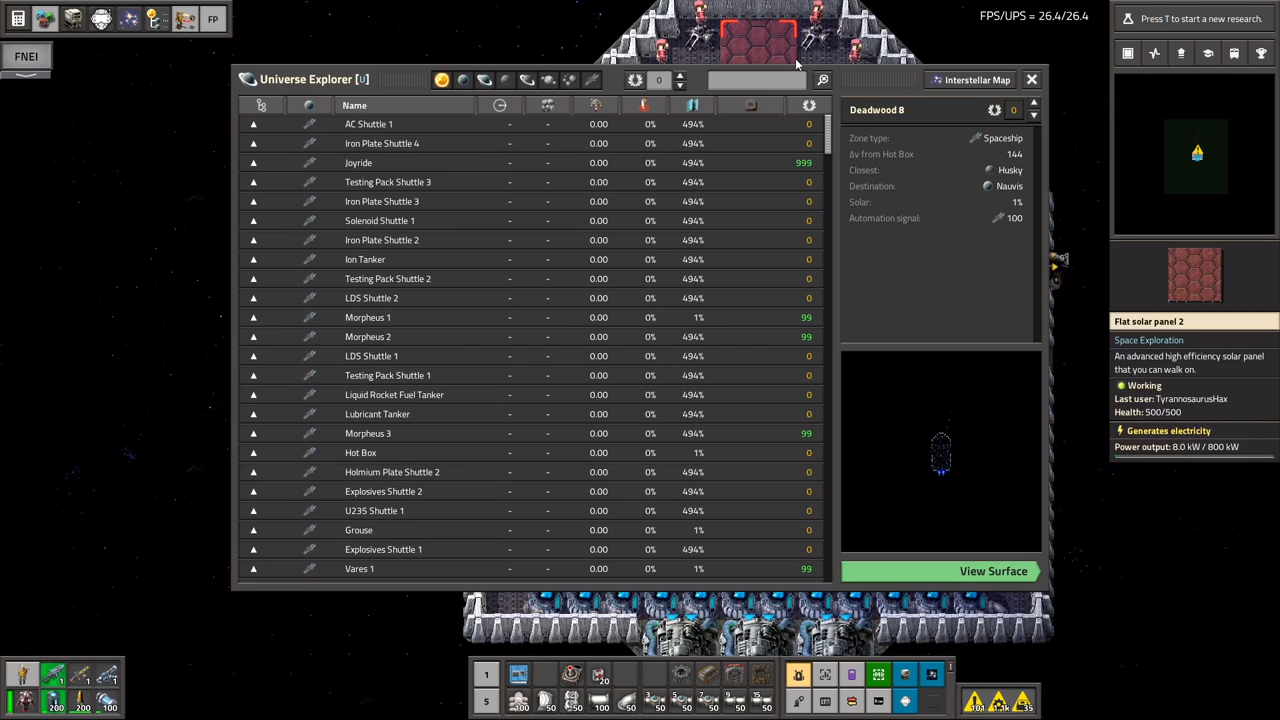 FP
FPS/UPS = 26.4/26.4
Press T to start a new research.
FNEI
Universe Explorer [U]
0
Interstellar Map
Name
AC Shuttle 1 - - 0.00 0% 494% 0
Iron Plate Shuttle 4 - - 0.00 0% 494% 0
Joyride - - 0.00 0% 494% 999
Testing Pack Shuttle 3 - - 0.00 0% 494% 0
Iron Plate Shuttle 3 - - 0.00 0% 494% 0
Solenoid Shuttle 1 - - 0.00 0% 494% 0
Iron Plate Shuttle 2 - - 0.00 0% 494% 0
Ion Tanker - - 0.00 0% 494% 0
Testing Pack Shuttle 2 - - 0.00 0% 494% 0
LDS Shuttle 2 - - 0.00 0% 494% 0
Morpheus 1 - - 0.00 0% 1% 99
Morpheus 2 - - 0.00 0% 494% 99
LDS Shuttle 1 - - 0.00 0% 494% 0
Testing Pack Shuttle 1 - - 0.00 0% 494% 0
Liquid Rocket Fuel Tanker - - 0.00 0% 494% 0
Lubricant Tanker - - 0.00 0% 494% 0
Morpheus 3 - - 0.00 0% 494% 99
Hot Box - - 0.00 0% 1% 0
Holmium Plate Shuttle 2 - - 0.00 0% 494% 0
Explosives Shuttle 2 - - 0.00 0% 494% 0
U235 Shuttle 1 - - 0.00 0% 494% 0
Grouse - - 0.00 0% 1% 0
Explosives Shuttle 1 - - 0.00 0% 494% 0
Vares 1 - - 0.00 0% 1% 99
Deadwood 8 0
Zone type: Spaceship
Δv from Hot Box 144
Closest: Husky
Destination: Nauvis
Solar: 1%
Automation signal: 100
View Surface
Flat solar panel 2
Space Exploration
An advanced high efficiency solar panel
that you can walk on.
Working
Last user: TyrannosaurusHax
Health: 500/500
Generates electricity
Power output: 8.0 kW / 800 kW
1
20
5
100 50 50 100 50 50 50 50 50 50
200 200 100